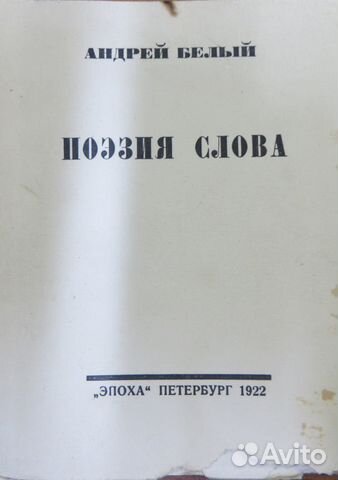 АНДРЕЙ БЕЛЫЙ
ПОЭЗИЯ СЛОВА
„ЭПОХА“ ПЕТЕРБУРГ 1922
Avito